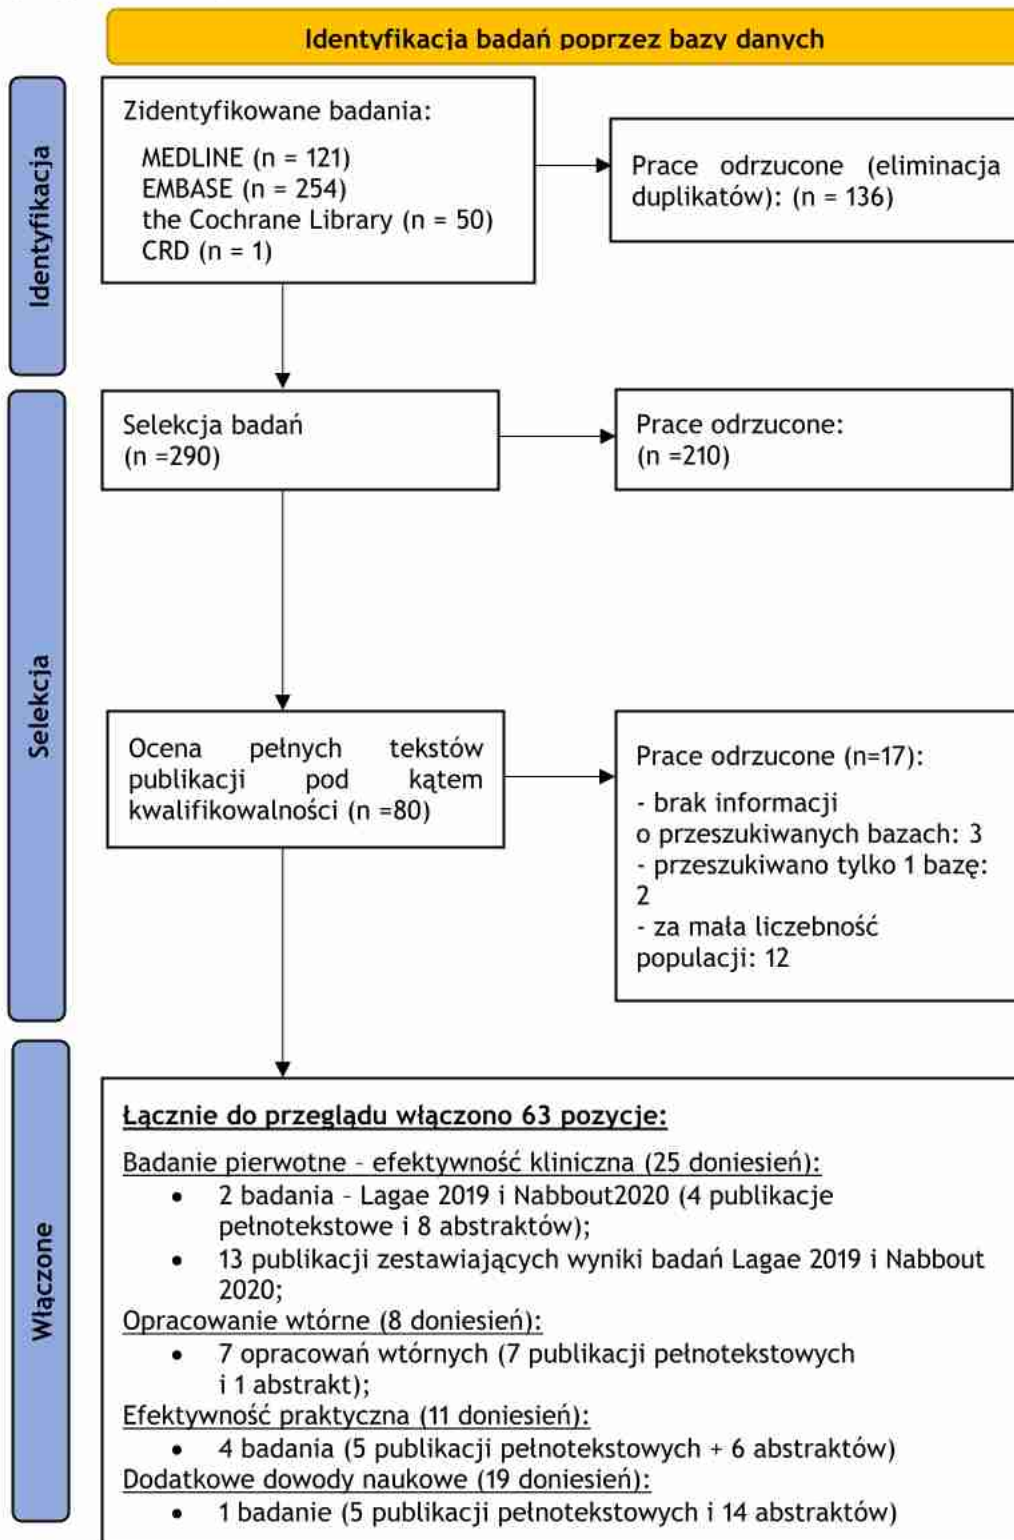 Identyfikacja badań poprzez bazy danych
Identyfikacja
Zidentyfikowane badania:
MEDLINE (n = 121)
EMBASE (n = 254)
the Cochrane Library (n = 50)
CRD (n = 1)
Prace odrzucone (eliminacja
duplikatów): (n = 136)
Selekcja
Selekcja badań
(n =290)
Prace odrzucone:
(n =210)
Ocena pełnych tekstów
publikacji pod kątem
kwalifikowalności (n =80)
Prace odrzucone (n=17):
- brak informacji
o przeszukiwanych bazach: 3
- przeszukiwano tylko 1 bazę:
2
- za mała liczebność
populacji: 12
Włączone
Łącznie do przeglądu włączono 63 pozycje:
Badanie pierwotne - efektywność kliniczna (25 doniesień):
• 2 badania – Lagae 2019 i Nabbout2020 (4 publikacje
pełnotekstowe i 8 abstraktów);
• 13 publikacji zestawiających wyniki badań Lagae 2019 i Nabbout
2020;
Opracowanie wtórne (8 doniesień):
• 7 opracowań wtórnych (7 publikacji pełnotekstowych
i 1 abstrakt);
Efektywność praktyczna (11 doniesień):
• 4 badania (5 publikacji pełnotekstowych + 6 abstraktów)
Dodatkowe dowody naukowe (19 doniesień):
• 1 badanie (5 publikacji pełnotekstowych i 14 abstraktów)